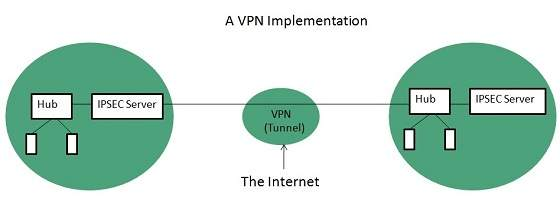 A VPN Implementation
Hub
IPSEC Server
VPN
(Tunnel)
Hub
IPSEC Server
The Internet